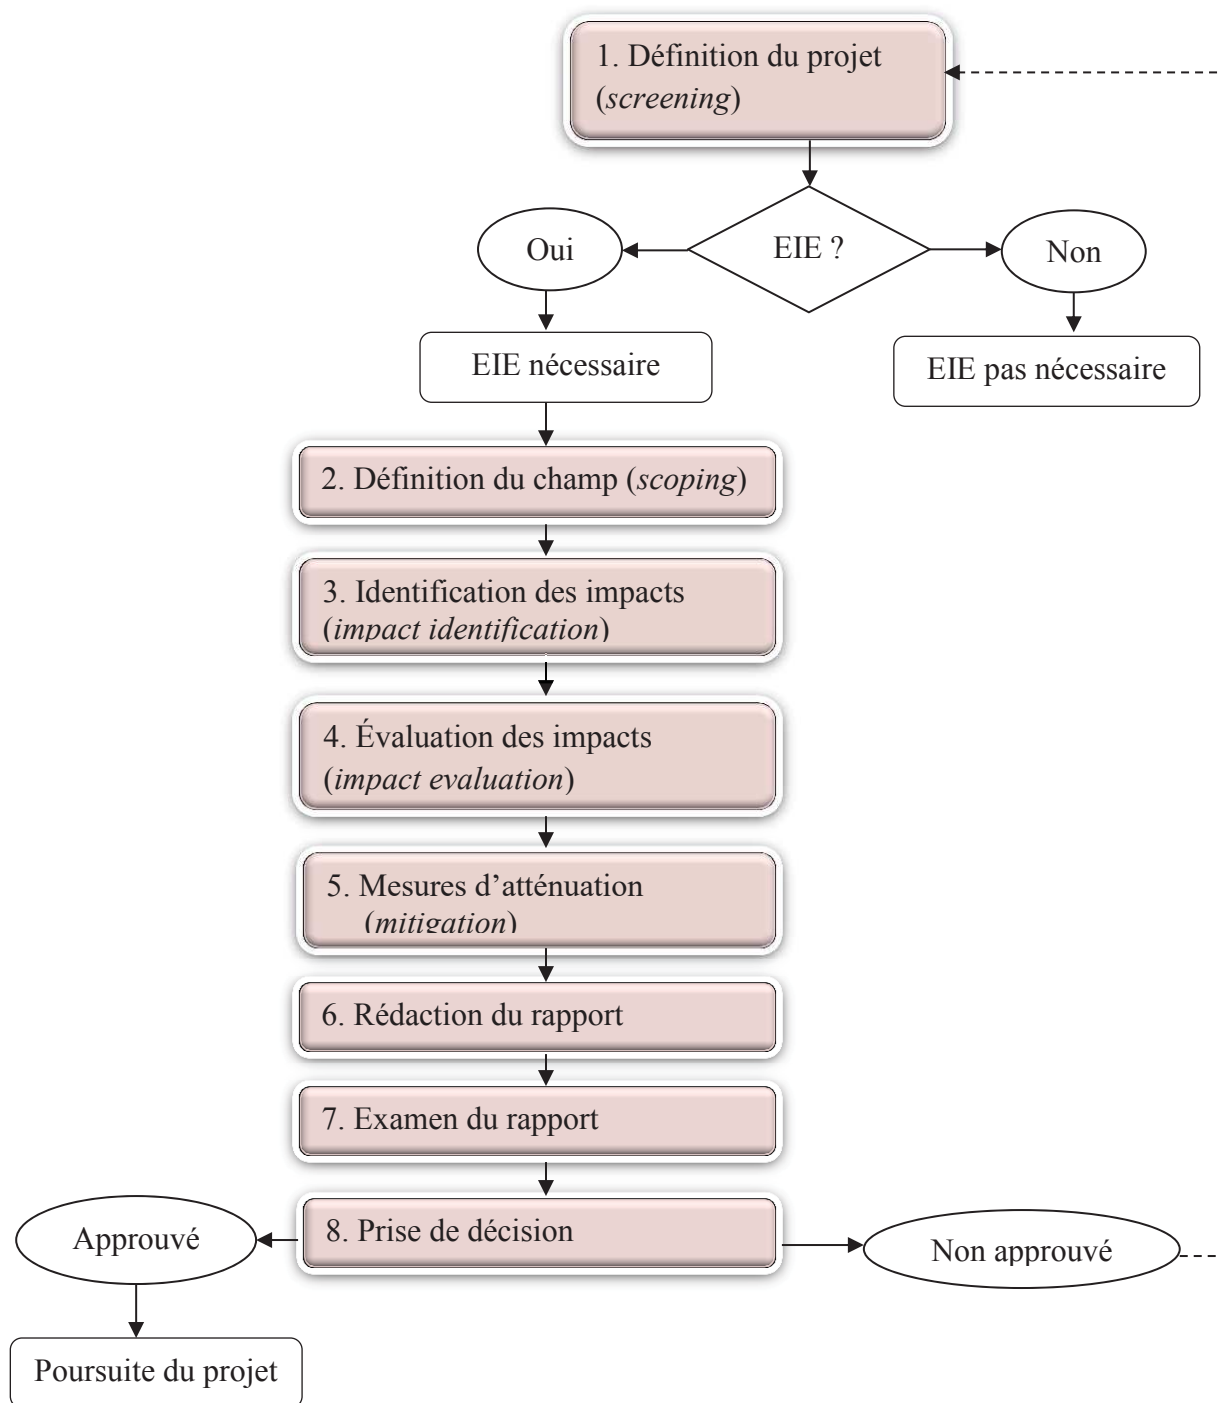 1. Définition du projet
(screening)
EIE ?
Oui
Non
EIE nécessaire
EIE pas nécessaire
2. Définition du champ (scoping)
3. Identification des impacts
(impact identification)
4. Évaluation des impacts
(impact evaluation)
5. Mesures d’atténuation
(mitigation)
6. Rédaction du rapport
7. Examen du rapport
8. Prise de décision
Approuvé
Non approuvé
Poursuite du projet